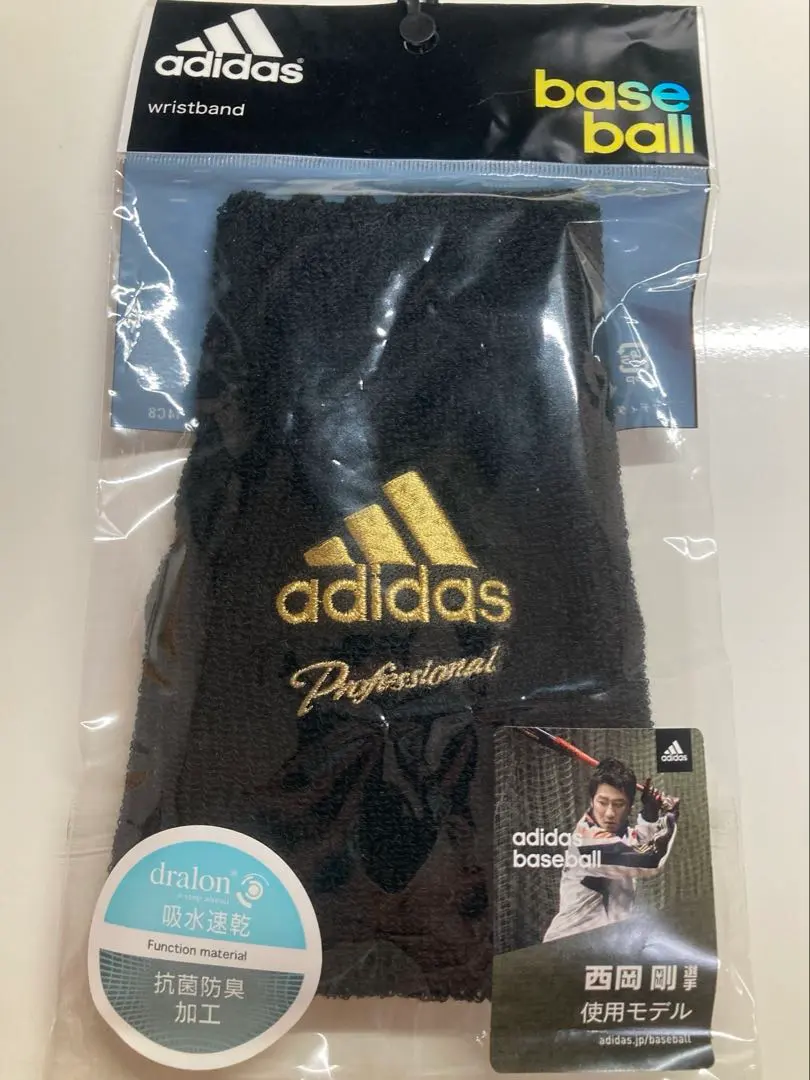 adidas
wristband
base
ball
adidas
Professional
dralon
吸水速乾
Function material
抗菌防臭
加工
adidas
adidas
baseball
西岡 剛 選手
使用モデル
adidas.jp/baseball